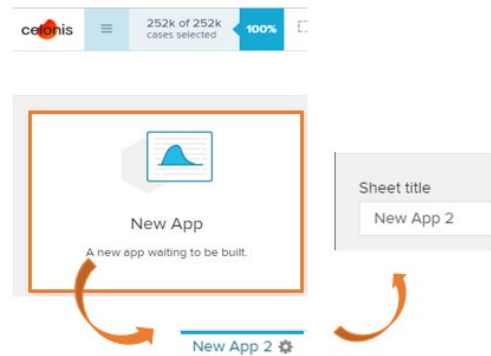 celonis
252k of 252k
cases selected
100%
New App
A new app waiting to be built.
Sheet title
New App 2
New App 2